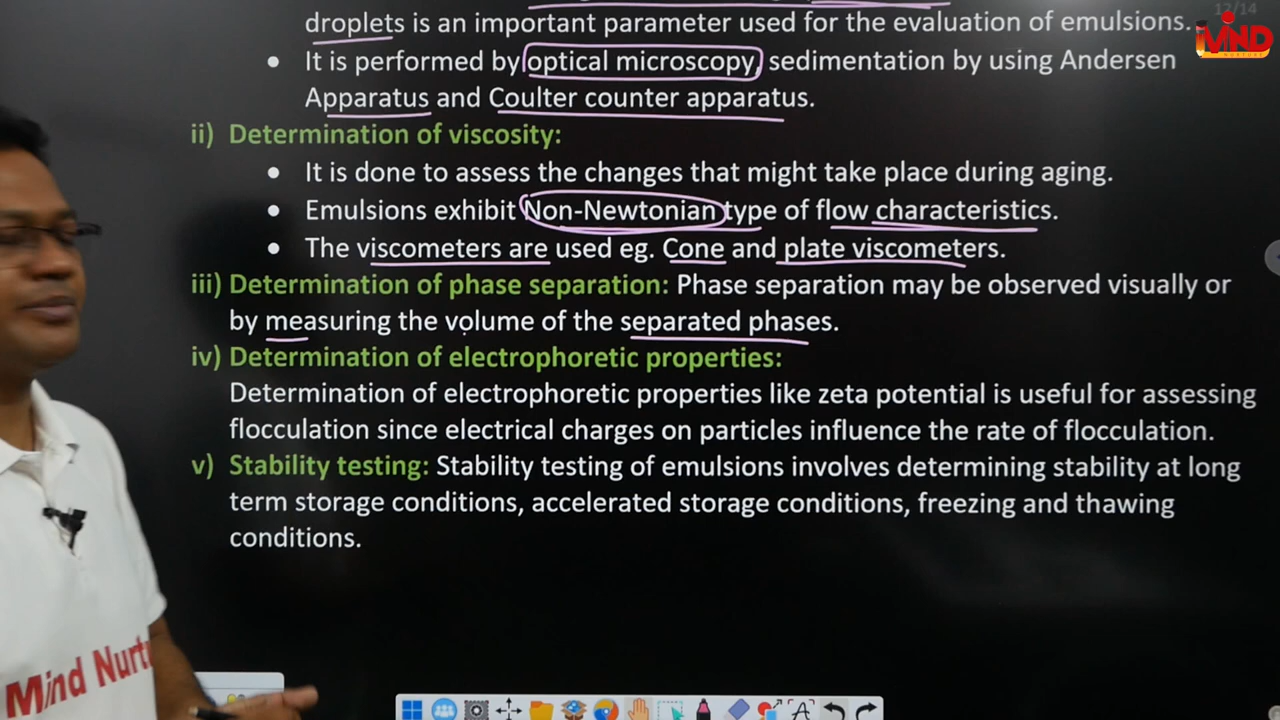 12/14
droplets is an important parameter used for the evaluation of emulsions.
MIND
• It is performed by optical microscopy, sedimentation by using Andersen
Apparatus and Coulter counter apparatus.
ii) Determination of viscosity:
• It is done to assess the changes that might take place during aging.
• Emulsions exhibit Non-Newtonian type of flow characteristics.
• The viscometers are used eg. Cone and plate viscometers.
iii) Determination of phase separation: Phase separation may be observed visually or
by measuring the volume of the separated phases.
iv) Determination of electrophoretic properties:
Determination of electrophoretic properties like zeta potential is useful for assessing
flocculation since electrical charges on particles influence the rate of flocculation.
v) Stability testing: Stability testing of emulsions involves determining stability at long
term storage conditions, accelerated storage conditions, freezing and thawing
conditions.
Mind Nurtu